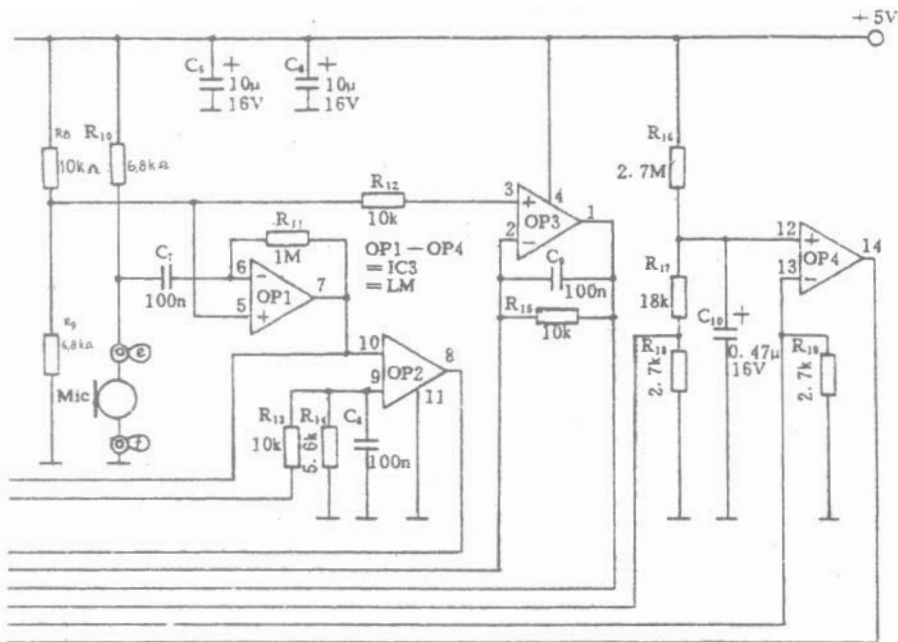 + 5V
C₅ +
10μ
16V
C₆ +
10μ
16V
R8
10kΩ
R₁₀
6,8kΩ
R₁₆
2. 7M
R₁₂
10k
3
+
4
OP3
1
2
−
R₁₁
1M
OP1−OP4
= IC3
= LM
C₇
100n
6
−
OP1
7
5
+
C₉
100n
R₁₅
10k
12
+
OP4
14
13
−
R₁₇
18k
C₁₀ +
0. 47μ
16V
R₁₈
2. 7k
R₁₉
2. 7k
R₉
6,8kΩ
e
Mic
f
10
OP2
8
9
11
R₁₃
10k
R₁₄
5. 6k
C₈
100n